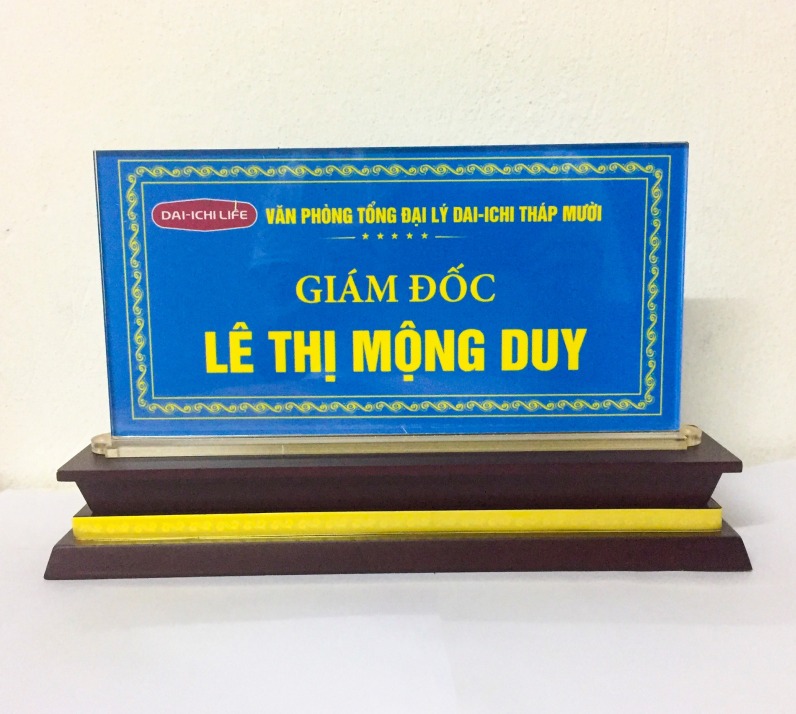 DAI-ICHI LIFE VĂN PHÒNG TỔNG ĐẠI LÝ DAI-ICHI THÁP MƯỜI
GIÁM ĐỐC
LÊ THỊ MỘNG DUY